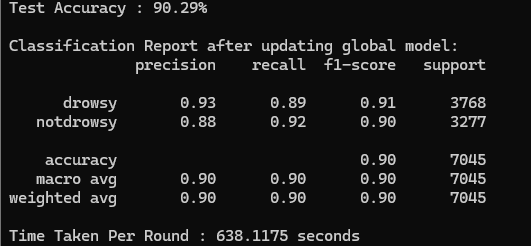 Test Accuracy : 90.29%
Classification Report after updating global model:
precision recall f1-score support
drowsy 0.93 0.89 0.91 3768
notdrowsy 0.88 0.92 0.90 3277
accuracy 0.90 7045
macro avg 0.90 0.90 0.90 7045
weighted avg 0.90 0.90 0.90 7045
Time Taken Per Round : 638.1175 seconds